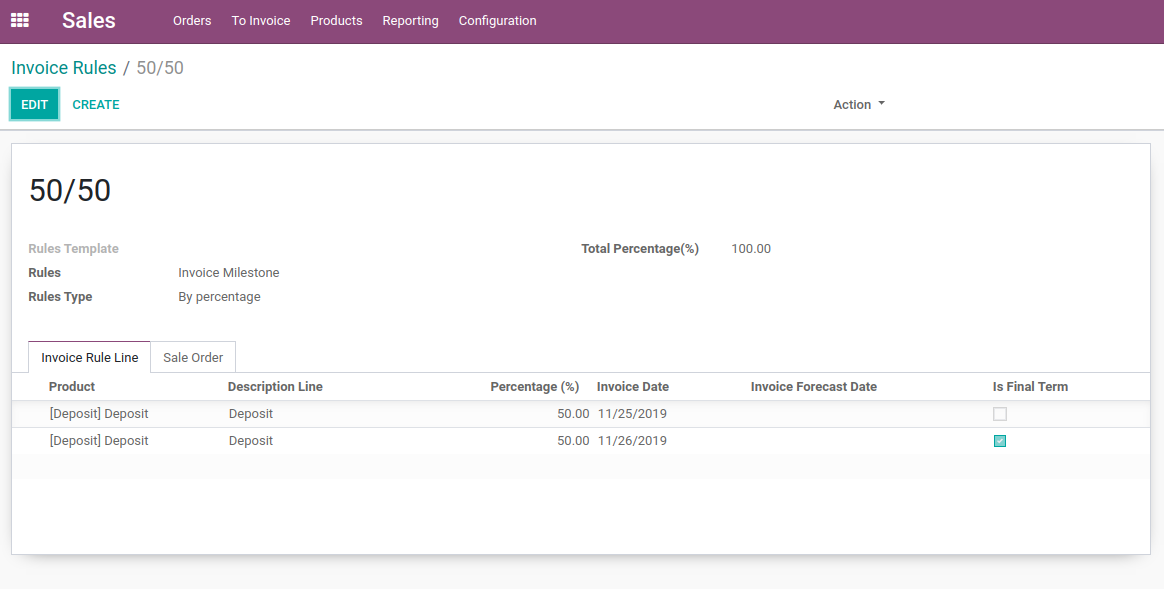 Sales Orders To Invoice Products Reporting Configuration
Invoice Rules / 50/50
EDIT CREATE Action
50/50
Rules Template Total Percentage(%) 100.00
Rules Invoice Milestone
Rules Type By percentage
Invoice Rule Line Sale Order
Product Description Line Percentage (%) Invoice Date Invoice Forecast Date Is Final Term
[Deposit] Deposit Deposit 50.00 11/25/2019
[Deposit] Deposit Deposit 50.00 11/26/2019